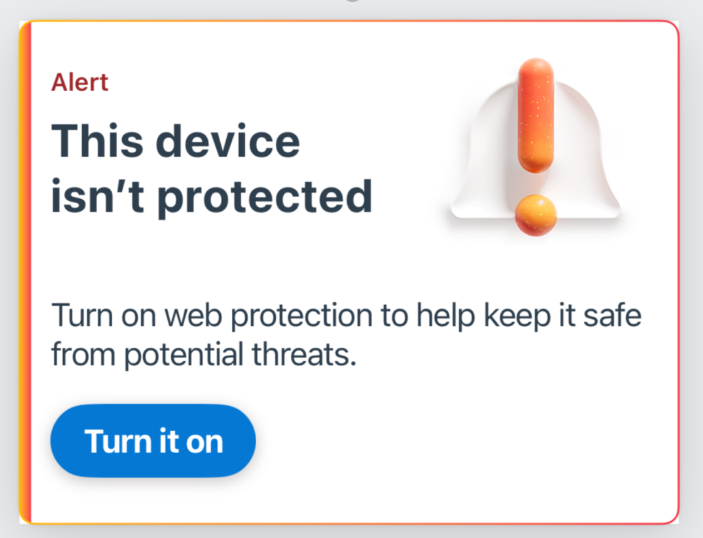 Alert
This device
isn’t protected
Turn on web protection to help keep it safe
from potential threats.
Turn it on